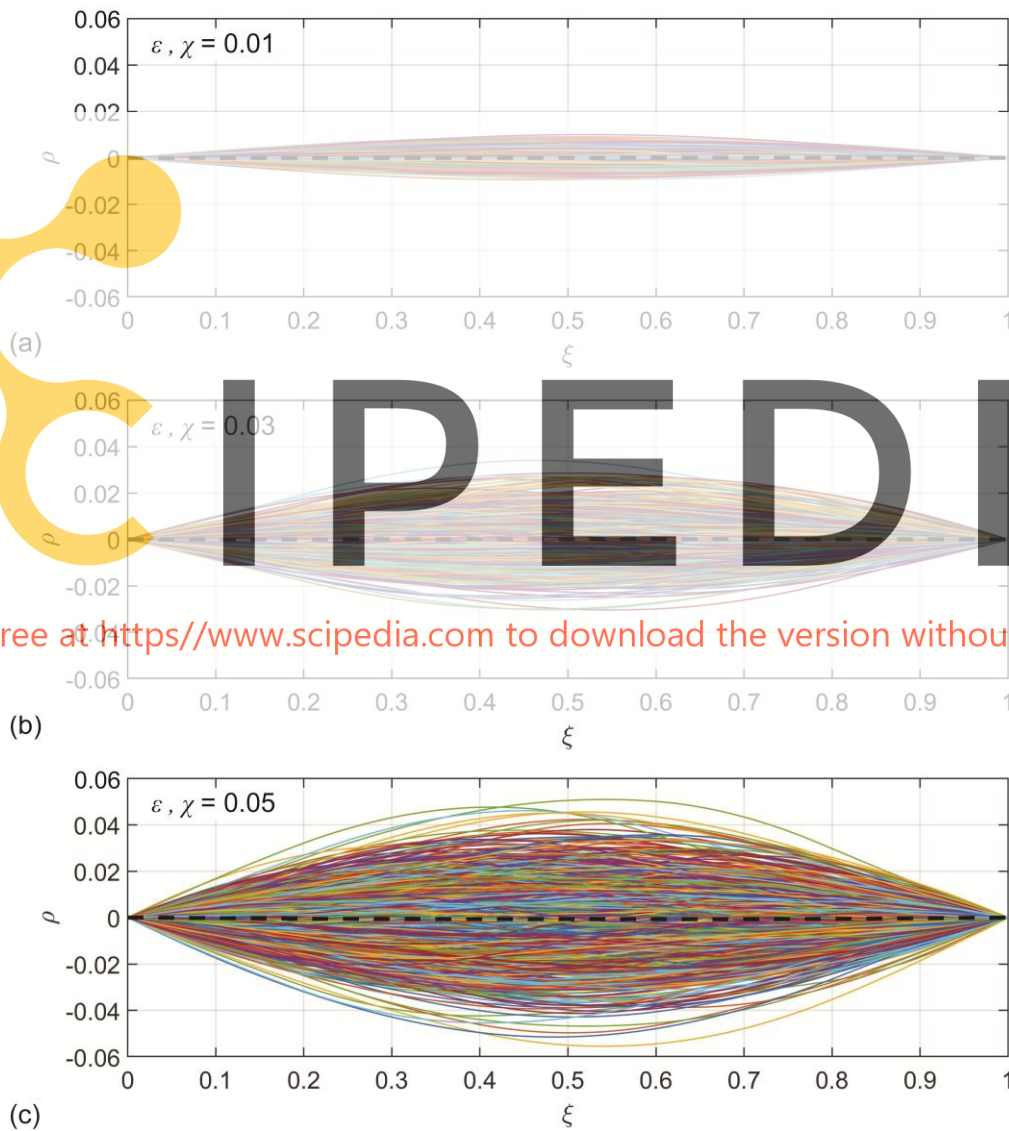 0.06
ε , χ = 0.01
0.04
0.02
0
ρ
-0.02
-0.04
-0.06
0 0.1 0.2 0.3 0.4 0.5 0.6 0.7 0.8 0.9 1
(a)
ξ
0.06
ε , χ = 0.03
0.04
0.02
0
ρ
-0.02
-0.04
-0.06
CIPEDI
ree at https//www.scipedia.com to download the version withou
0 0.1 0.2 0.3 0.4 0.5 0.6 0.7 0.8 0.9 1
(b)
ξ
0.06
ε , χ = 0.05
0.04
0.02
0
ρ
-0.02
-0.04
-0.06
0 0.1 0.2 0.3 0.4 0.5 0.6 0.7 0.8 0.9 1
(c)
ξ